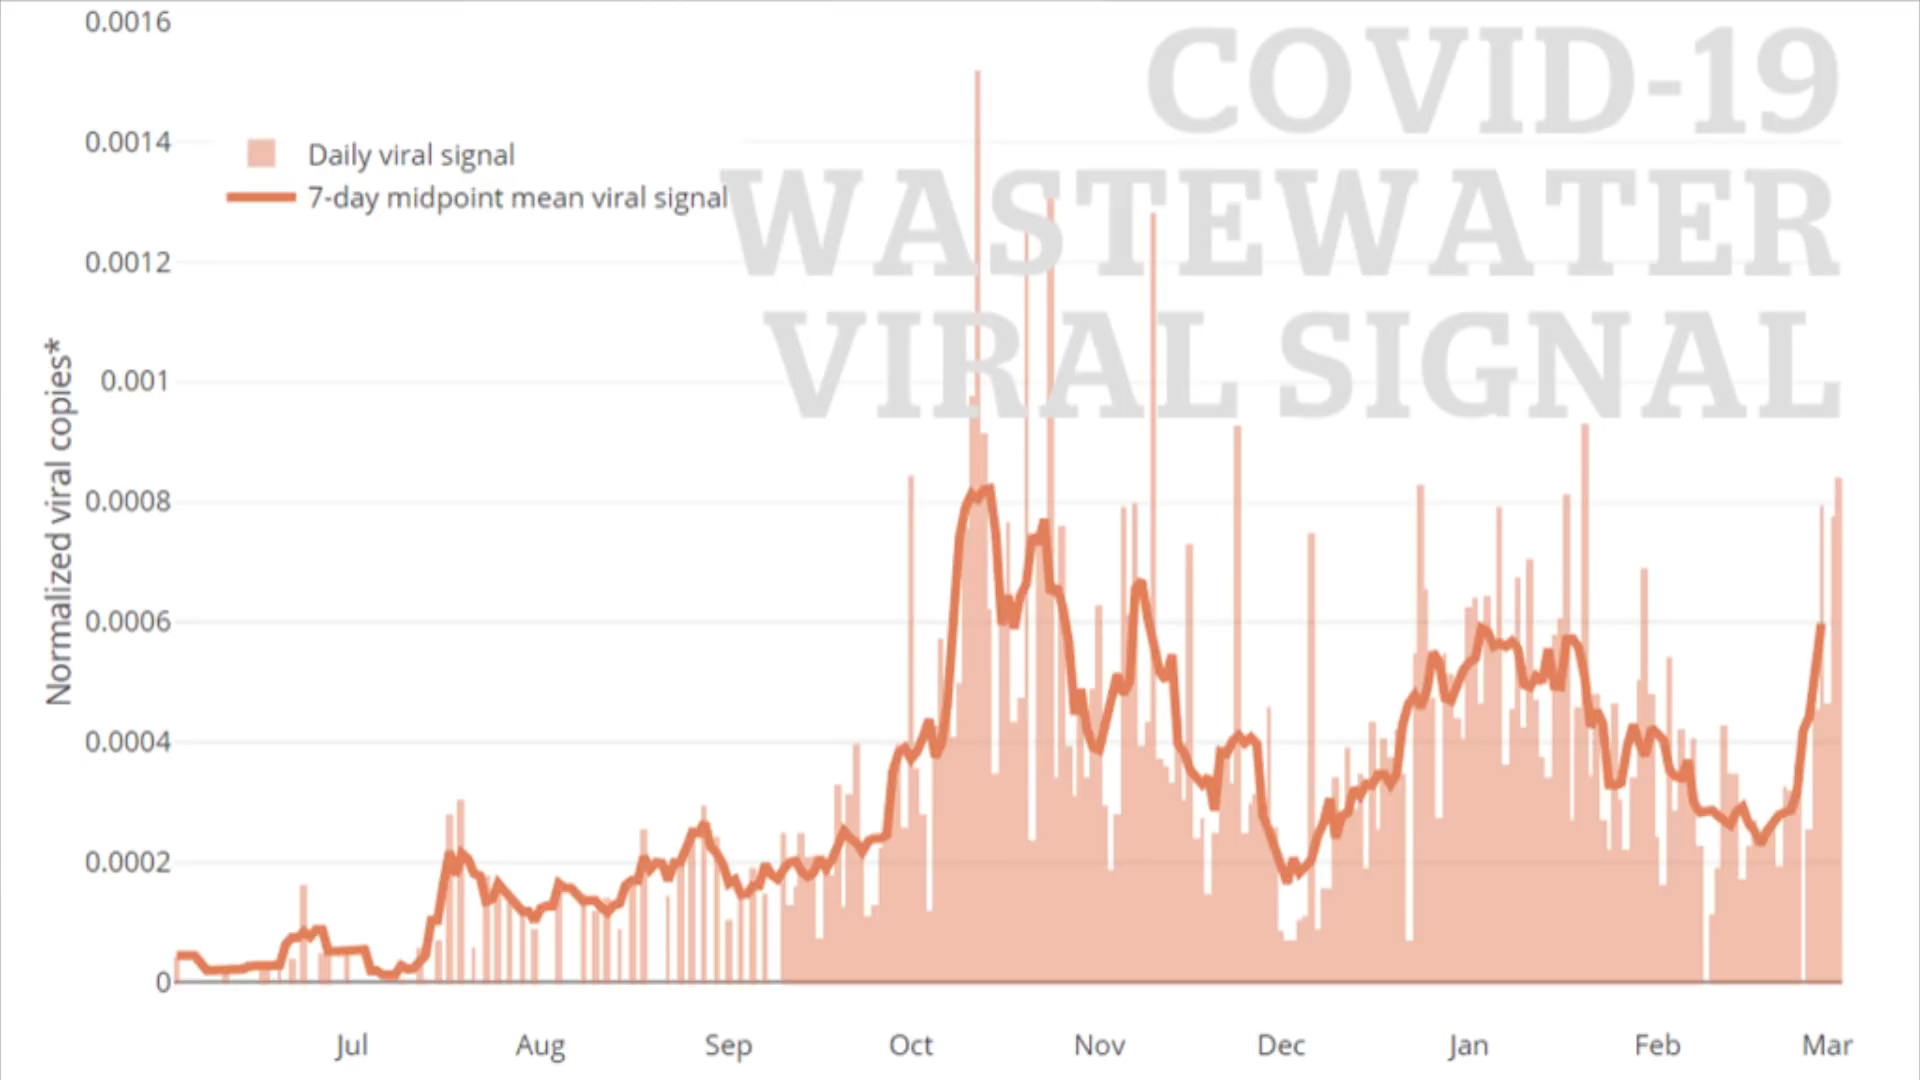 COVID-19
WASTEWATER
VIRAL SIGNAL
Daily viral signal
7-day midpoint mean viral signal
Normalized viral copies*
0.0016
0.0014
0.0012
0.001
0.0008
0.0006
0.0004
0.0002
0
Jul Aug Sep Oct Nov Dec Jan Feb Mar